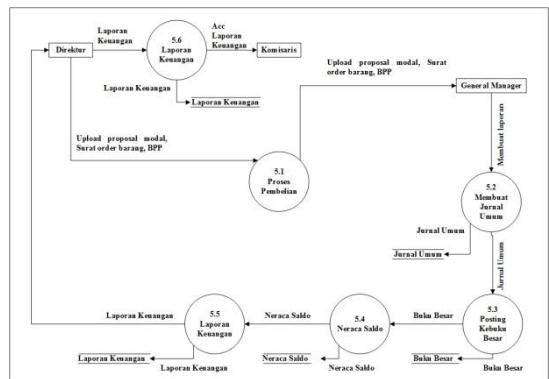 Laporan
Keuangan
Direktur
5.6
Laporan
Keuangan
Acc
Laporan
Keuangan
Komisaris
Laporan Keuangan
Laporan Keuangan
Upload proposal modal, Surat
order barang, BPP
General Manager
Upload proposal modal,
Surat order barang, BPP
5.1
Proses
Pembelian
Membuat laporan
5.2
Membuat
Jurnal
Umum
Jurnal Umum
Jurnal Umum
Jurnal Umum
5.3
Posting
Kebuku
Besar
Buku Besar
Buku Besar
Buku Besar
5.4
Neraca Saldo
Neraca Saldo
Neraca Saldo
Neraca Saldo
5.5
Laporan
Keuangan
Laporan Keuangan
Laporan Keuangan
Laporan Keuangan